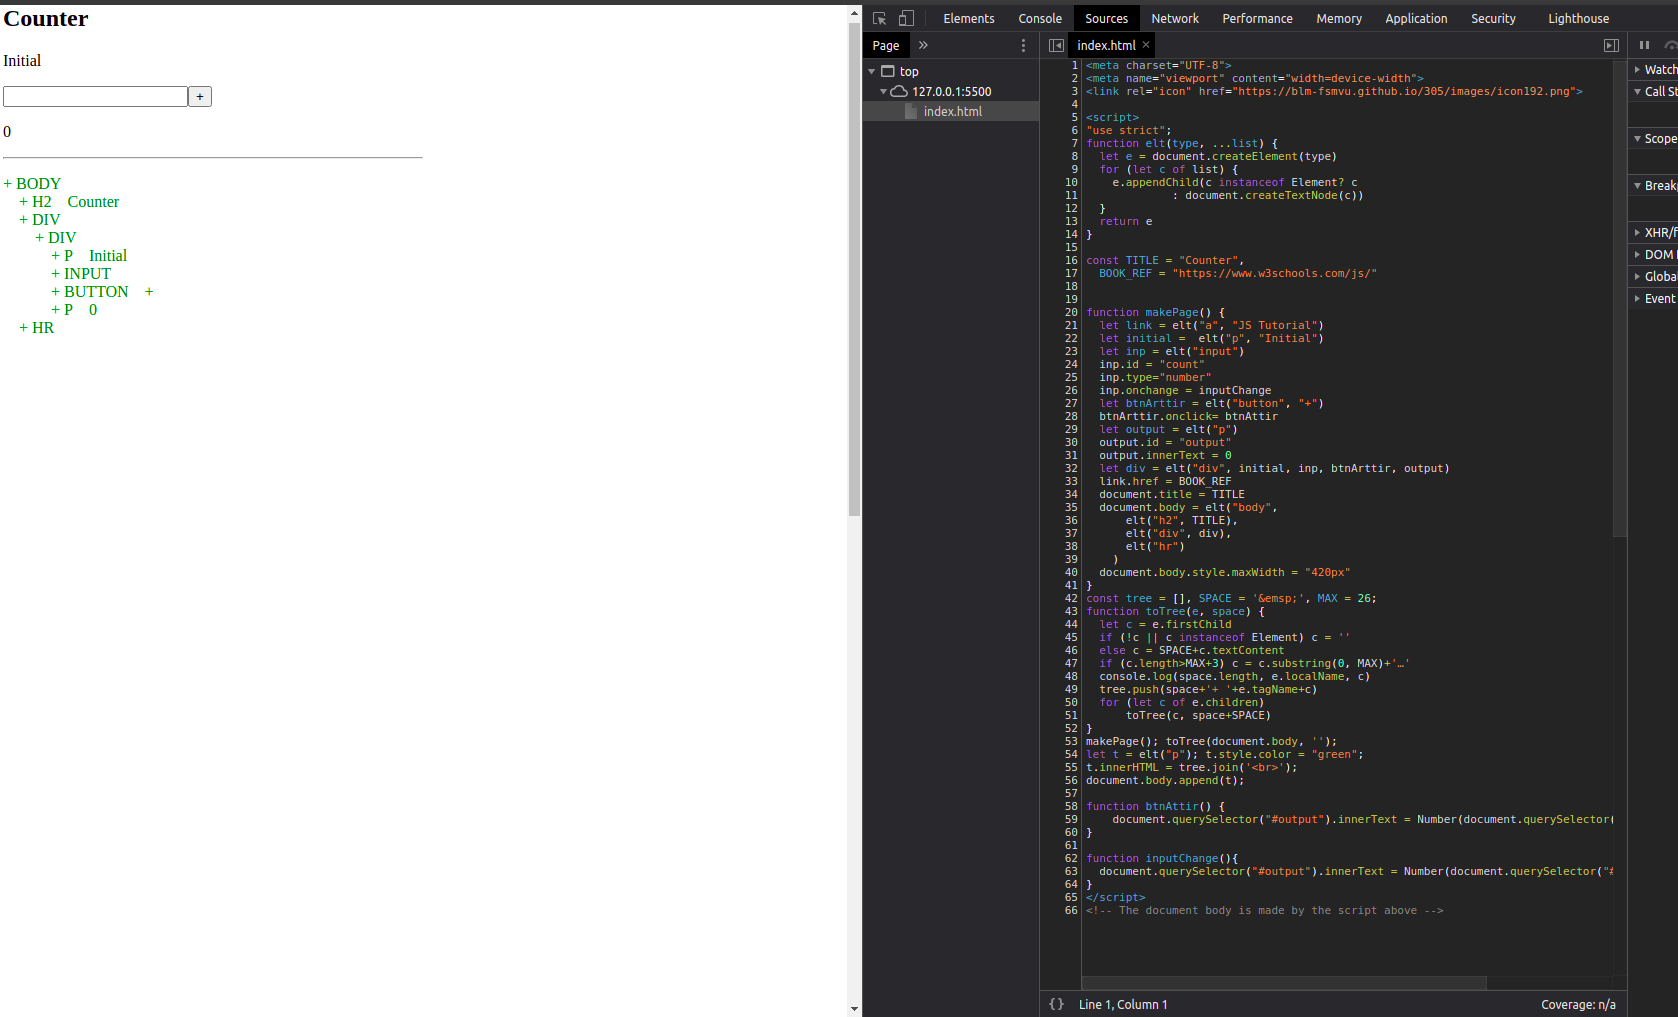 Counter
Initial
+
0
+ BODY
+ H2 Counter
+ DIV
+ DIV
+ P Initial
+ INPUT
+ BUTTON +
+ P 0
+ HR
Elements Console Sources Network Performance Memory Application Security Lighthouse
Page » index.html ×
top
127.0.0.1:5500
index.html
1 <meta charset="UTF-8">
2 <meta name="viewport" content="width=device-width">
3 <link rel="icon" href="https://blm-fsmvu.github.io/305/images/icon192.png">
4
5 <script>
6 "use strict";
7 function elt(type, ...list) {
8 let e = document.createElement(type)
9 for (let c of list) {
10 e.appendChild(c instanceof Element? c
11 : document.createTextNode(c))
12 }
13 return e
14 }
15
16 const TITLE = "Counter",
17 BOOK_REF = "https://www.w3schools.com/js/"
18
19
20 function makePage() {
21 let link = elt("a", "JS Tutorial")
22 let initial =  elt("p", "Initial")
23 let inp = elt("input")
24 inp.id = "count"
25 inp.type="number"
26 inp.onchange = inputChange
27 let btnArttir = elt("button", "+")
28 btnArttir.onclick= btnAttir
29 let output = elt("p")
30 output.id = "output"
31 output.innerText = 0
32 let div = elt("div", initial, inp, btnArttir, output)
33 link.href = BOOK_REF
34 document.title = TITLE
35 document.body = elt("body",
36 elt("h2", TITLE),
37 elt("div", div),
38 elt("hr")
39 )
40 document.body.style.maxWidth = "420px"
41 }
42 const tree = [], SPACE = '&emsp;', MAX = 26;
43 function toTree(e, space) {
44 let c = e.firstChild
45 if (!c || c instanceof Element) c = ''
46 else c = SPACE+c.textContent
47 if (c.length>MAX+3) c = c.substring(0, MAX)+'…'
48 console.log(space.length, e.localName, c)
49 tree.push(space+'+ '+e.tagName+c)
50 for (let c of e.children)
51 toTree(c, space+SPACE)
52 }
53 makePage(); toTree(document.body, '');
54 let t = elt("p"); t.style.color = "green";
55 t.innerHTML = tree.join('<br>');
56 document.body.append(t);
57
58 function btnAttir() {
59 document.querySelector("#output").innerText = Number(document.querySelector(
60 }
61
62 function inputChange(){
63 document.querySelector("#output").innerText = Number(document.querySelector("#
64 }
65 </script>
66 <!-- The document body is made by the script above -->
Watch
Call St
Scope
Break
XHR/f
DOM
Globa
Event
{} Line 1, Column 1 Coverage: n/a